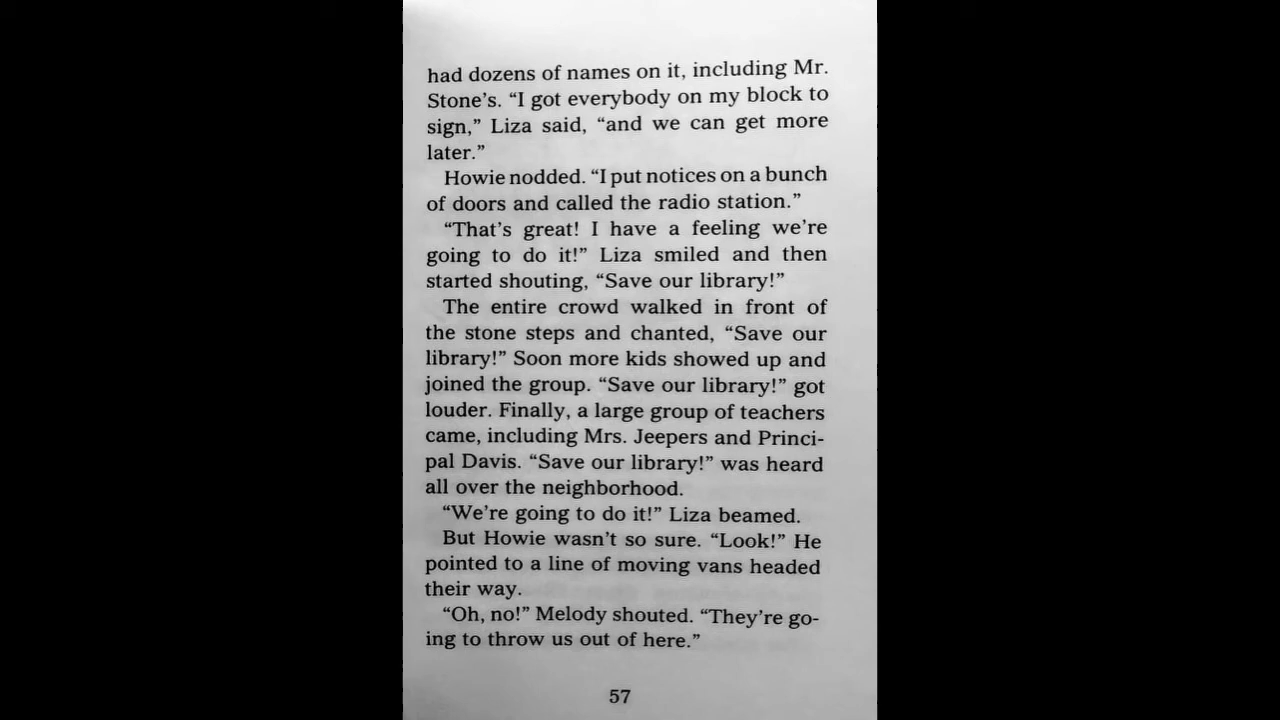 had dozens of names on it, including Mr.
Stone's. “I got everybody on my block to
sign,” Liza said, “and we can get more
later.”
Howie nodded. “I put notices on a bunch
of doors and called the radio station.”
“That's great! I have a feeling we're
going to do it!” Liza smiled and then
started shouting, “Save our library!”
The entire crowd walked in front of
the stone steps and chanted, “Save our
library!” Soon more kids showed up and
joined the group. “Save our library!” got
louder. Finally, a large group of teachers
came, including Mrs. Jeepers and Princi-
pal Davis. “Save our library!” was heard
all over the neighborhood.
“We're going to do it!” Liza beamed.
But Howie wasn't so sure. “Look!” He
pointed to a line of moving vans headed
their way.
“Oh, no!” Melody shouted. “They're go-
ing to throw us out of here.”
57